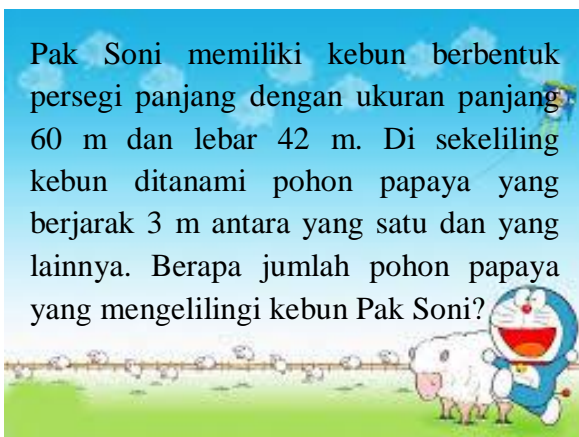 Pak Soni memiliki kebun berbentuk
persegi panjang dengan ukuran panjang
60 m dan lebar 42 m. Di sekeliling
kebun ditanami pohon papaya yang
berjarak 3 m antara yang satu dan yang
lainnya. Berapa jumlah pohon papaya
yang mengelilingi kebun Pak Soni?